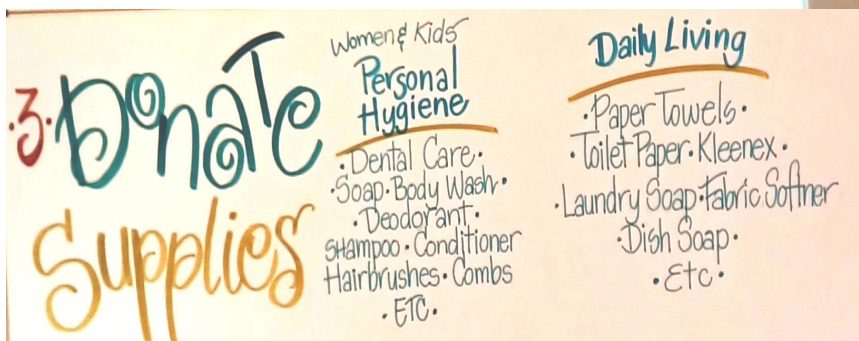 ·3· Donate
Supplies
Women & Kids
Personal
Hygiene
· Dental Care ·
· Soap · Body Wash ·
· Deodorant ·
Shampoo · Conditioner
Hairbrushes · Combs
· ETC ·
Daily Living
· Paper Towels ·
· Toilet Paper · Kleenex ·
· Laundry Soap · Fabric Softner
· Dish Soap ·
· Etc ·